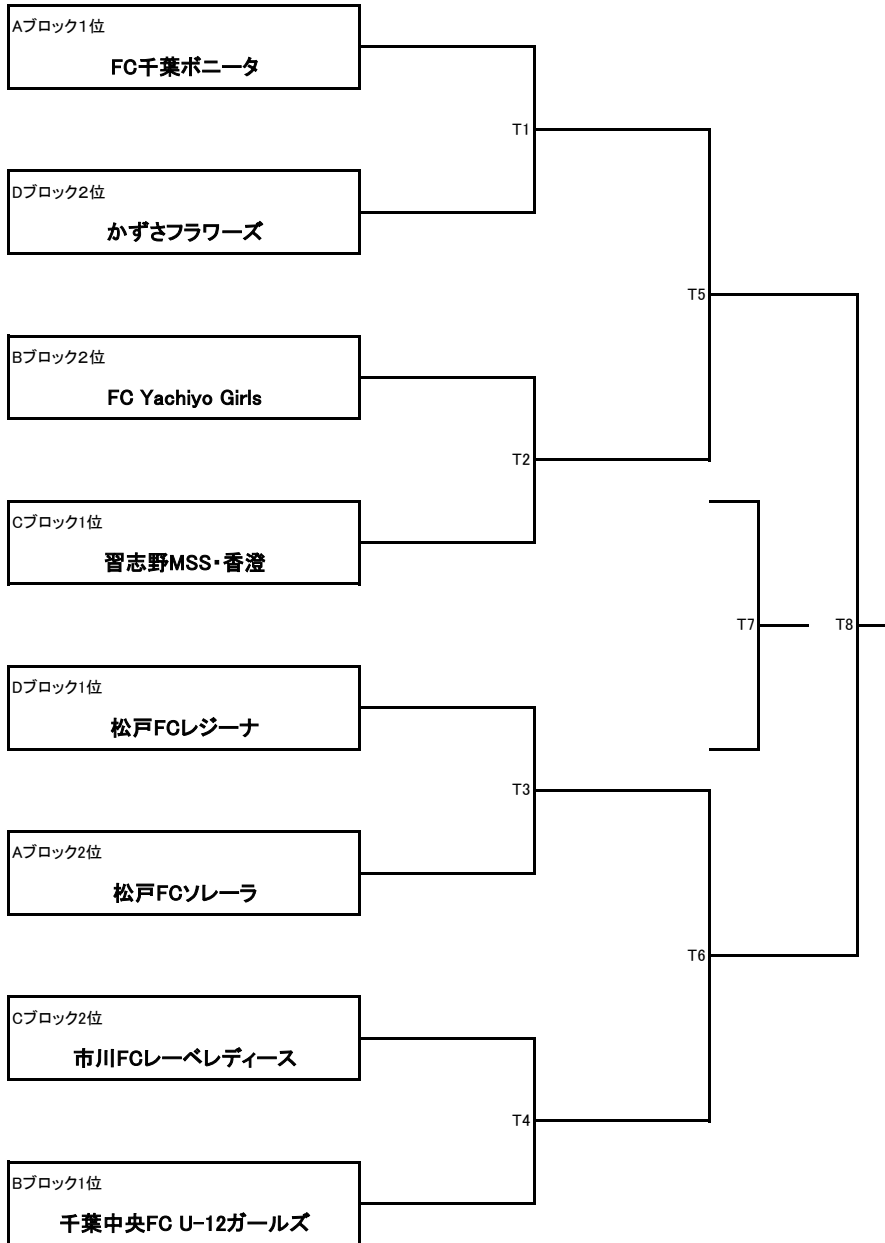 Aブロック１位
FC千葉ボニータ
T1
Dブロック２位
かずさフラワーズ
T5
Bブロック２位
FC Yachiyo Girls
T2
Cブロック1位
習志野MSS・香澄
T7
T8
Dブロック1位
松戸FCレジーナ
T3
Aブロック2位
松戸FCソレーラ
T6
Cブロック2位
市川FCレーベレディース
T4
Bブロック1位
千葉中央FC U-12ガールズ